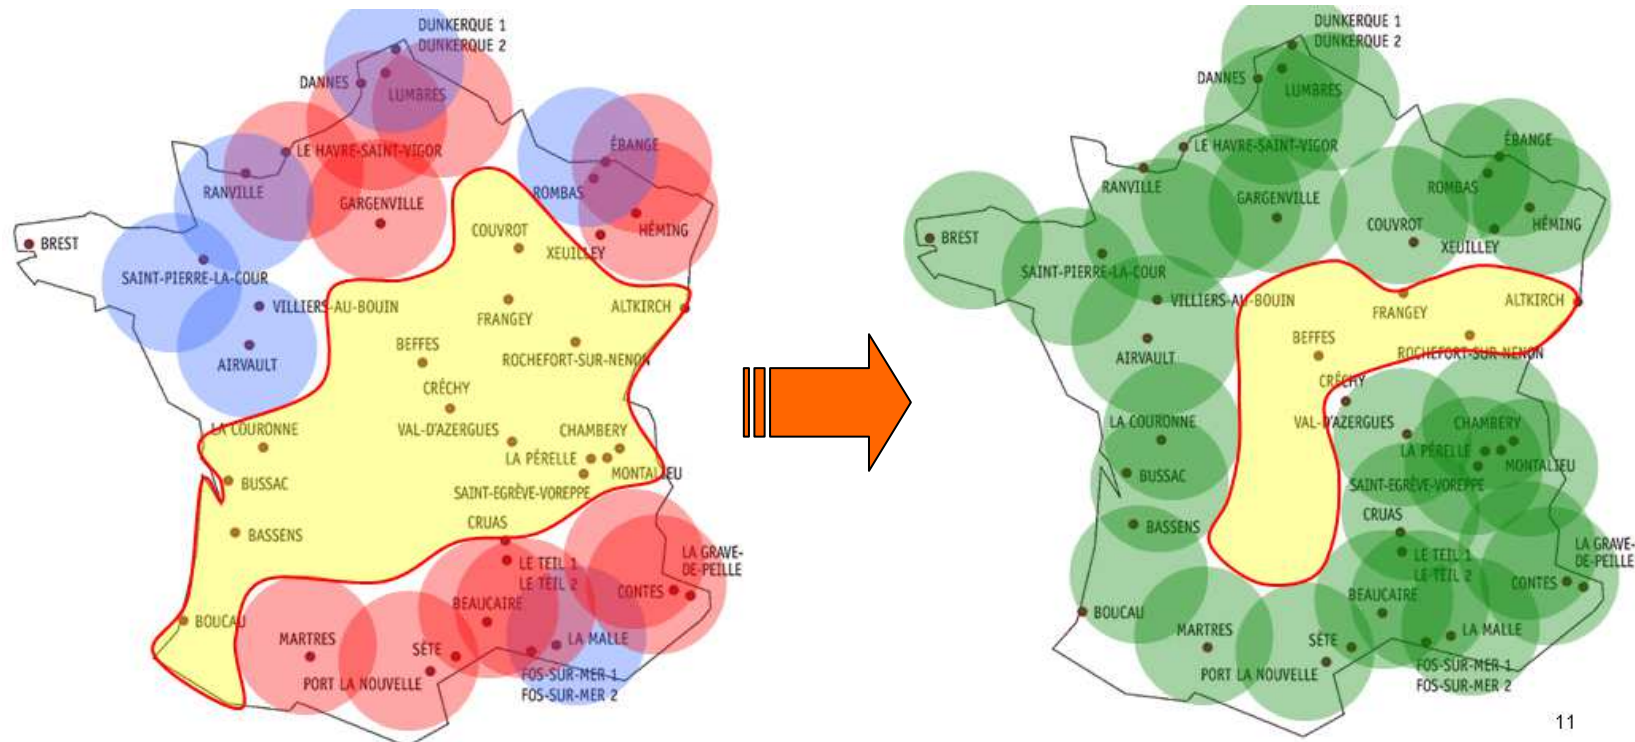 DUNKERQUE 1
DUNKERQUE 2
DANNES
LUMBRES
LE HAVRE-SAINT-VIGOR
RANVILLE
ÉBANGE
ROMBAS
GARGENVILLE
HÉMING
COUVROT
XEUILLEY
BREST
SAINT-PIERRE-LA-COUR
VILLIERS-AU-BOUIN
ALTKIRCH
FRANGEY
BEFFES
ROCHEFORT-SUR-NENON
AIRVAULT
CRÉCHY
LA COURONNE
VAL-D'AZERGUES
CHAMBERY
LA PÉRELLE
MONTALIEU
BUSSAC
SAINT-EGRÈVE-VOREPPE
CRUAS
BASSENS
LE TEIL 1
LE TEIL 2
LA GRAVE-
DE-PEILLE
CONTES
BEAUCAIRE
BOUCAU
MARTRES
SÈTE
LA MALLE
PORT LA NOUVELLE
FOS-SUR-MER 1
FOS-SUR-MER 2
DUNKERQUE 1
DUNKERQUE 2
DANNES
LUMBRES
LE HAVRE-SAINT-VIGOR
RANVILLE
ÉBANGE
ROMBAS
GARGENVILLE
HÉMING
COUVROT
XEUILLEY
BREST
SAINT-PIERRE-LA-COUR
VILLIERS-AU-BOUIN
ALTKIRCH
FRANGEY
BEFFES
ROCHEFORT-SUR-NENON
AIRVAULT
CRÉCHY
LA COURONNE
VAL-D'AZERGUES
CHAMBERY
LA PÉRELLE
MONTALIEU
BUSSAC
SAINT-EGRÈVE-VOREPPE
CRUAS
BASSENS
LE TEIL 1
LE TEIL 2
LA GRAVE-
DE-PEILLE
CONTES
BEAUCAIRE
BOUCAU
MARTRES
SÈTE
LA MALLE
PORT LA NOUVELLE
FOS-SUR-MER 1
FOS-SUR-MER 2
11